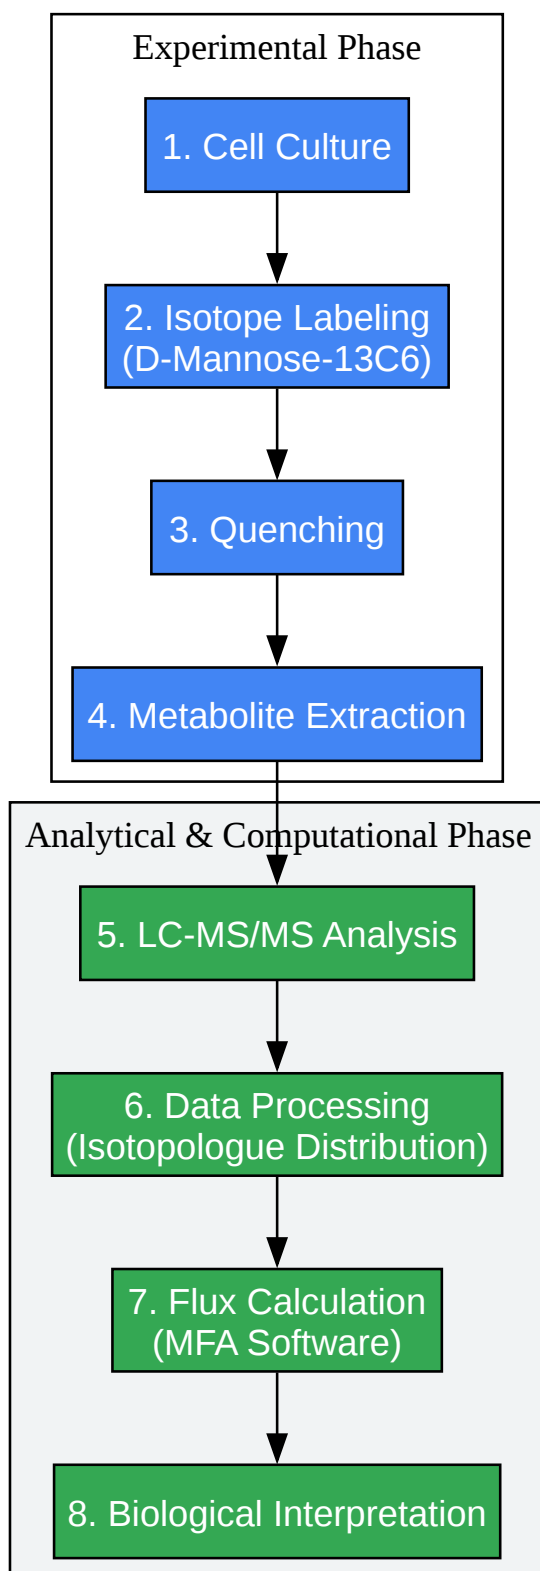 Experimental Phase
1. Cell Culture
2. Isotope Labeling
(D-Mannose-13C6)
3. Quenching
4. Metabolite Extraction
Analytical & Computational Phase
5. LC-MS/MS Analysis
6. Data Processing
(Isotopologue Distribution)
7. Flux Calculation
(MFA Software)
8. Biological Interpretation